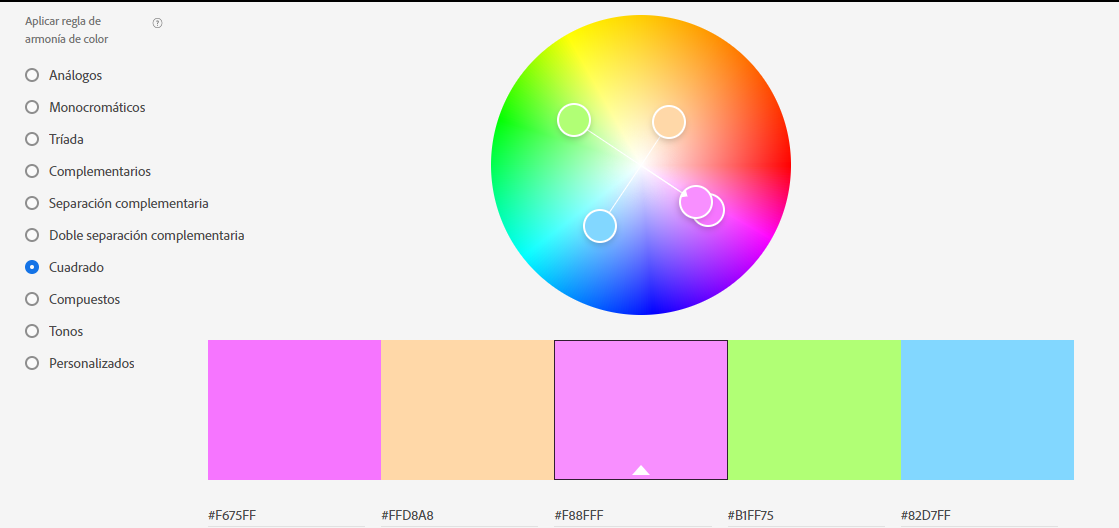 Aplicar regla de
armonía de color
?
Análogos
Monocromáticos
Tríada
Complementarios
Separación complementaria
Doble separación complementaria
Cuadrado
Compuestos
Tonos
Personalizados
#F675FF #FFD8A8 #F88FFF #B1FF75 #82D7FF